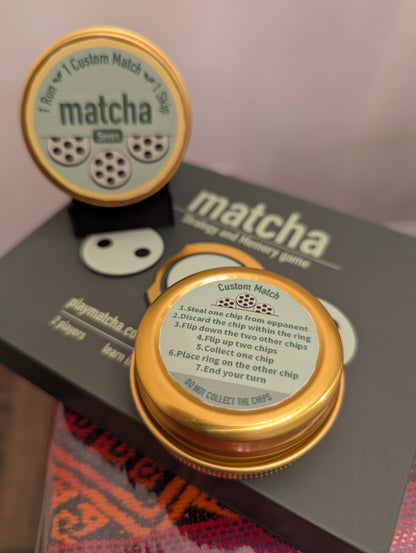 1 Run 1 Custom Match 1 Skip
matcha
Seven
matcha
Strategy and Memory game
playmatcha.co
2 players
learn i
Custom Match
1.Steal one chip from opponent
2.Discard the chip within the ring
3.Flip down the two other chips
4.Flip up two chips
5.Collect one chip
6.Place ring on the other chip
7.End your turn
DO NOT COLLECT THE CHIPS